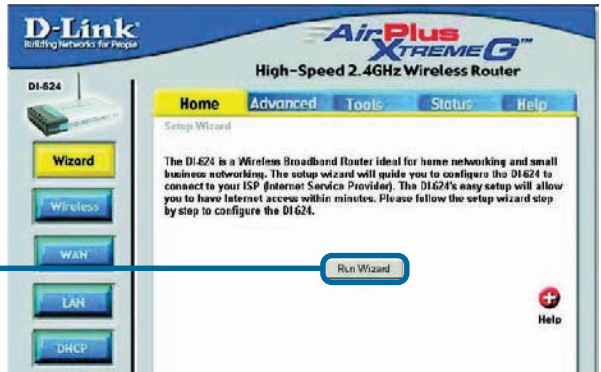 D-Link
Building Networks for People
AirPlus
XTREME G™
High-Speed 2.4GHz Wireless Router
DI-624
Home Advanced Tools Status Help
Setup Wizard
Wizard
The DI-624 is a Wireless Broadband Router ideal for home networking and small
business networking. The setup wizard will guide you to configure the DI-624 to
connect to your ISP (Internet Service Provider). The DI-624's easy setup will allow
you to have Internet access within minutes. Please follow the setup wizard step
by step to configure the DI-624.
Wireless
WAN
Run Wizard
LAN
Help
DHCP